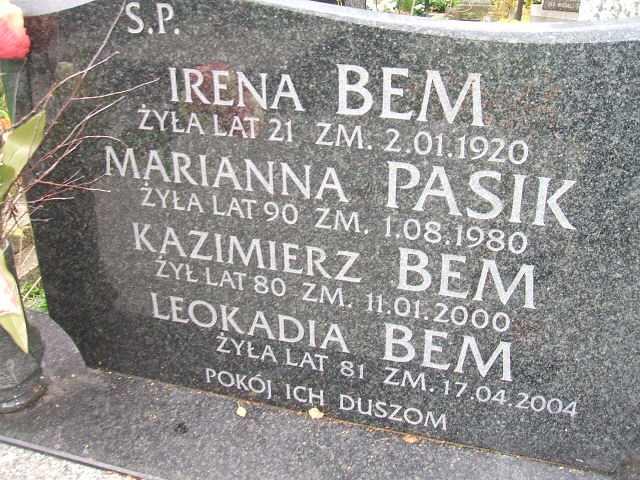 S.P.
IRENA BEM
ŻYŁA LAT 21 ZM. 2.01.1920
MARIANNA PASIK
ŻYŁA LAT 90 ZM. 1.08.1980
KAZIMIERZ BEM
ŻYŁ LAT 80 ZM. 11.01.2000
LEOKADIA BEM
ŻYŁA LAT 81 ZM. 17.04.2004
POKÓJ ICH DUSZOM